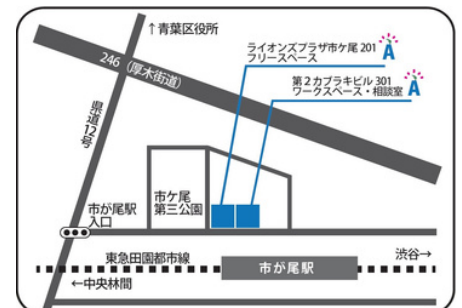 ↑青葉区役所
ライオンズプラザ市ケ尾 201
フリースペース
246（厚木街道）
第2カブラキビル 301
ワークスペース・相談室
県道12号
市が尾駅
入口
市ケ尾
第三公園
東急田園都市線
渋谷→
市が尾駅
←中央林間